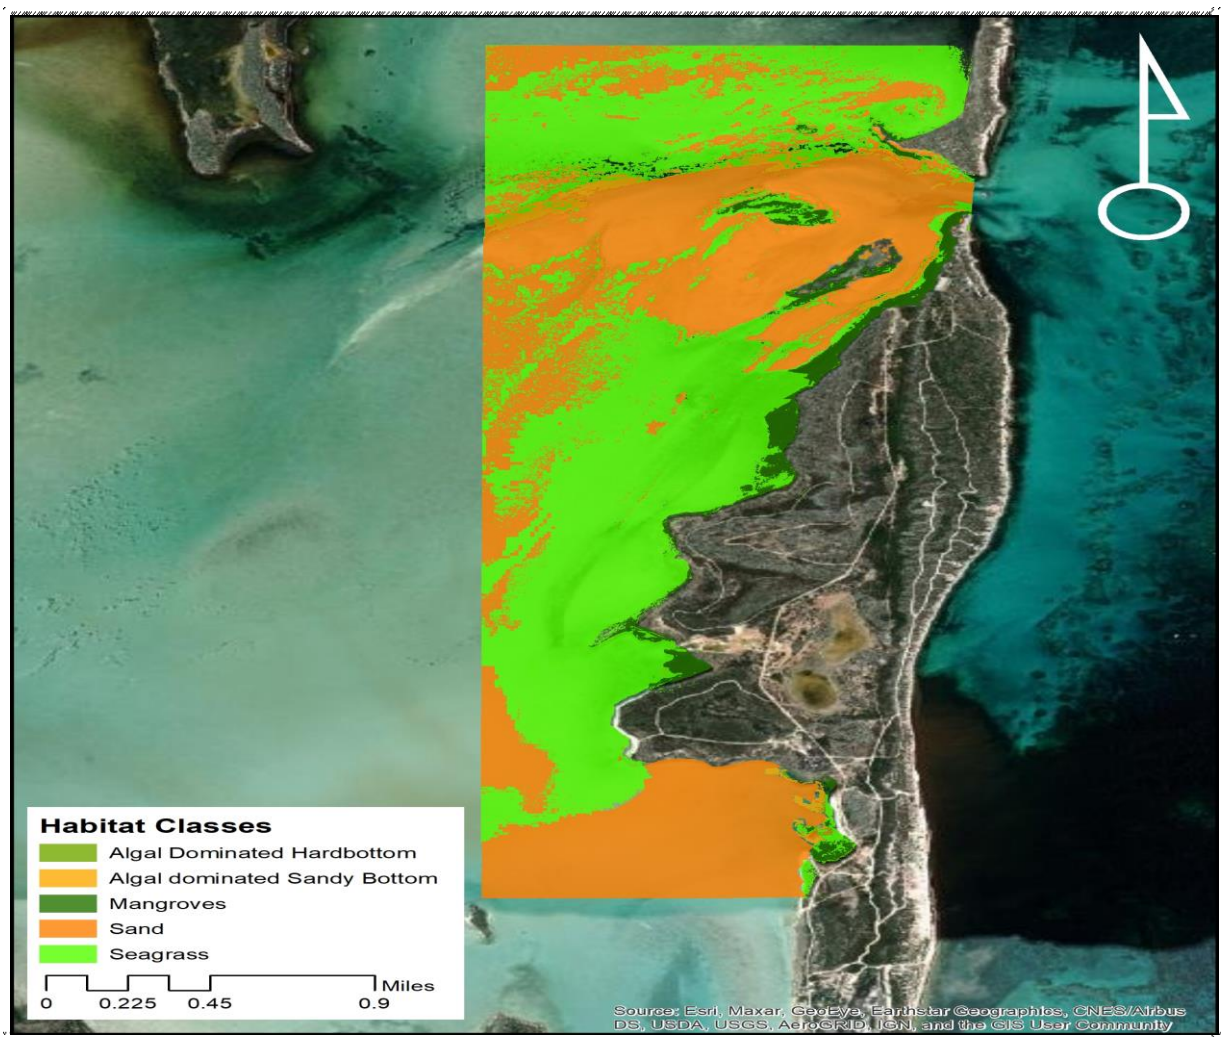 Habitat Classes
Algal Dominated Hardbottom
Algal dominated Sandy Bottom
Mangroves
Sand
Seagrass
Miles
0 0.225 0.45 0.9
Source: Esri, Maxar, GeoEye, Earthstar Geographics, CNES/Airbus
DS, USDA, USGS, AeroGRID, IGN, and the GIS User Community